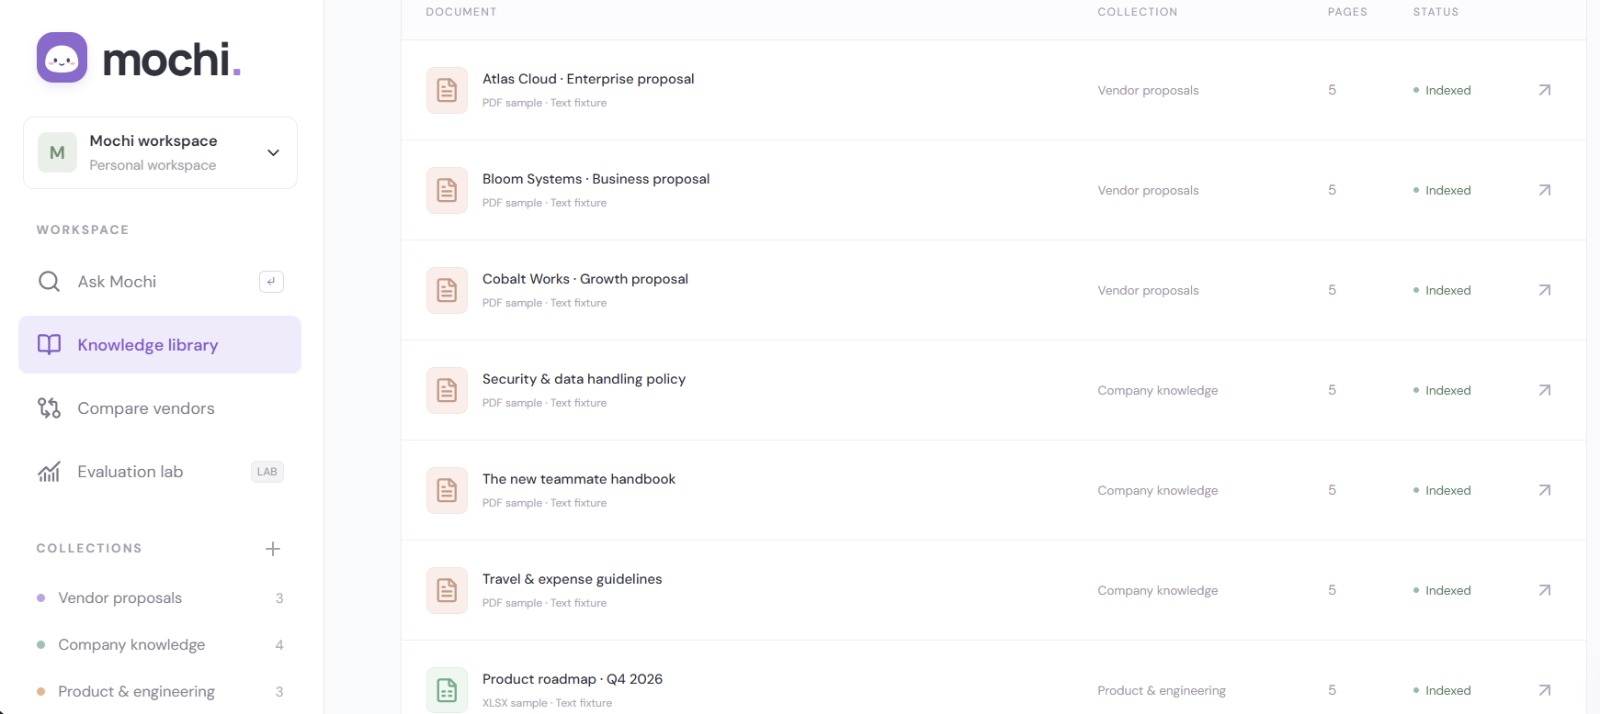 mochi.
M
Mochi workspace
Personal workspace
WORKSPACE
Ask Mochi
Knowledge library
Compare vendors
Evaluation lab LAB
COLLECTIONS
Vendor proposals 3
Company knowledge 4
Product & engineering 3
DOCUMENT COLLECTION PAGES STATUS
Atlas Cloud · Enterprise proposal
PDF sample · Text fixture
Vendor proposals 5 Indexed
Bloom Systems · Business proposal
PDF sample · Text fixture
Vendor proposals 5 Indexed
Cobalt Works · Growth proposal
PDF sample · Text fixture
Vendor proposals 5 Indexed
Security & data handling policy
PDF sample · Text fixture
Company knowledge 5 Indexed
The new teammate handbook
PDF sample · Text fixture
Company knowledge 5 Indexed
Travel & expense guidelines
PDF sample · Text fixture
Company knowledge 5 Indexed
Product roadmap · Q4 2026
XLSX sample · Text fixture
Product & engineering 5 Indexed